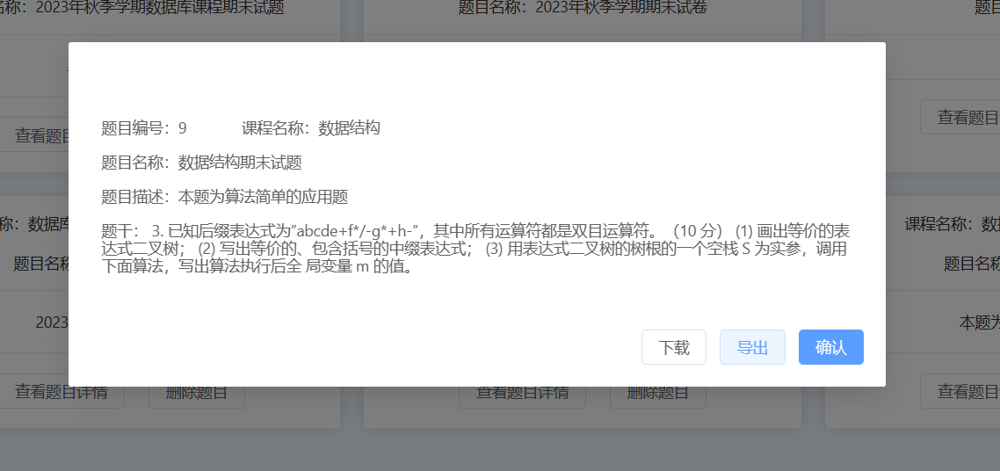 名称：2023年秋季学期数据库课程期末试题
题目名称：2023年秋季学期期末试卷
题目编号：9 课程名称：数据结构
题目名称：数据结构期末试题
题目描述：本题为算法简单的应用题
题干： 3. 已知后缀表达式为”abcde+f*/-g*+h-”，其中所有运算符都是双目运算符。（10 分） (1) 画出等价的表
达式二叉树； (2) 写出等价的、包含括号的中缀表达式； (3) 用表达式二叉树的树根的一个空栈 S 为实参，调用
下面算法，写出算法执行后全 局变量 m 的值。
下载 导出 确认
查看题目
查看题目
称：数据库
课程名称：数
题目名称
题目名称
2023
本题为
查看题目详情 删除题目 查看题目详情 删除题目 查看题目